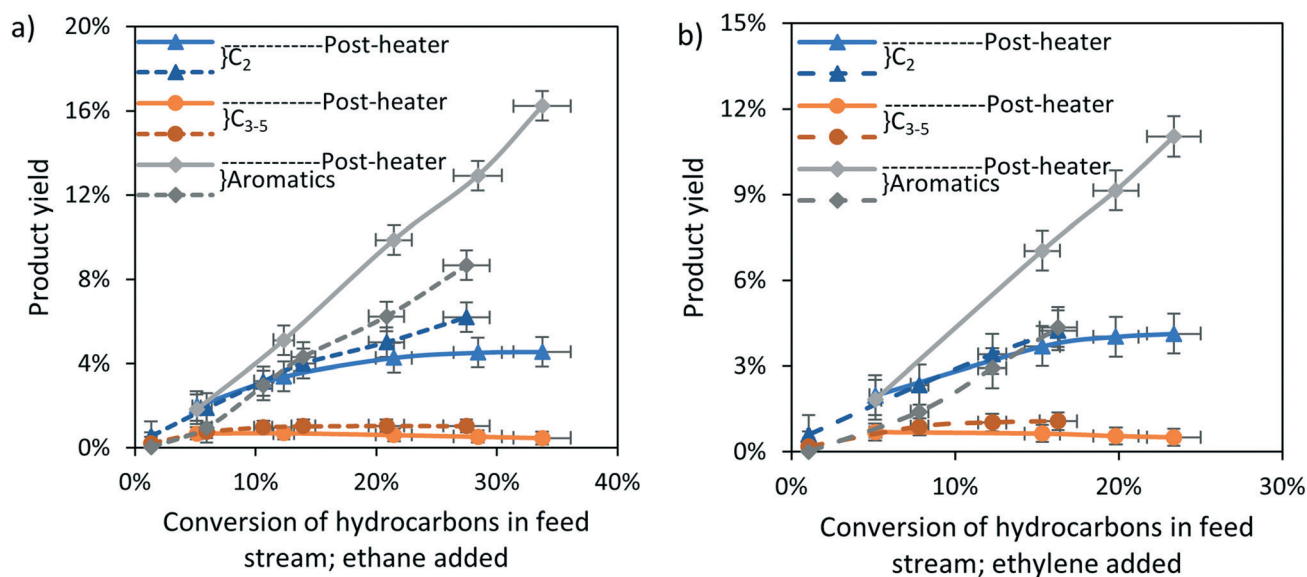 a)
20%
16%
12%
8%
4%
0%
Product yield
------------Post-heater
}C2
------------Post-heater
}C3-5
------------Post-heater
}Aromatics
0% 10% 20% 30% 40%
Conversion of hydrocarbons in feed
stream; ethane added
b)
15%
12%
9%
6%
3%
0%
Product yield
------------Post-heater
}C2
------------Post-heater
}C3-5
------------Post-heater
}Aromatics
0% 10% 20% 30%
Conversion of hydrocarbons in feed
stream; ethylene added